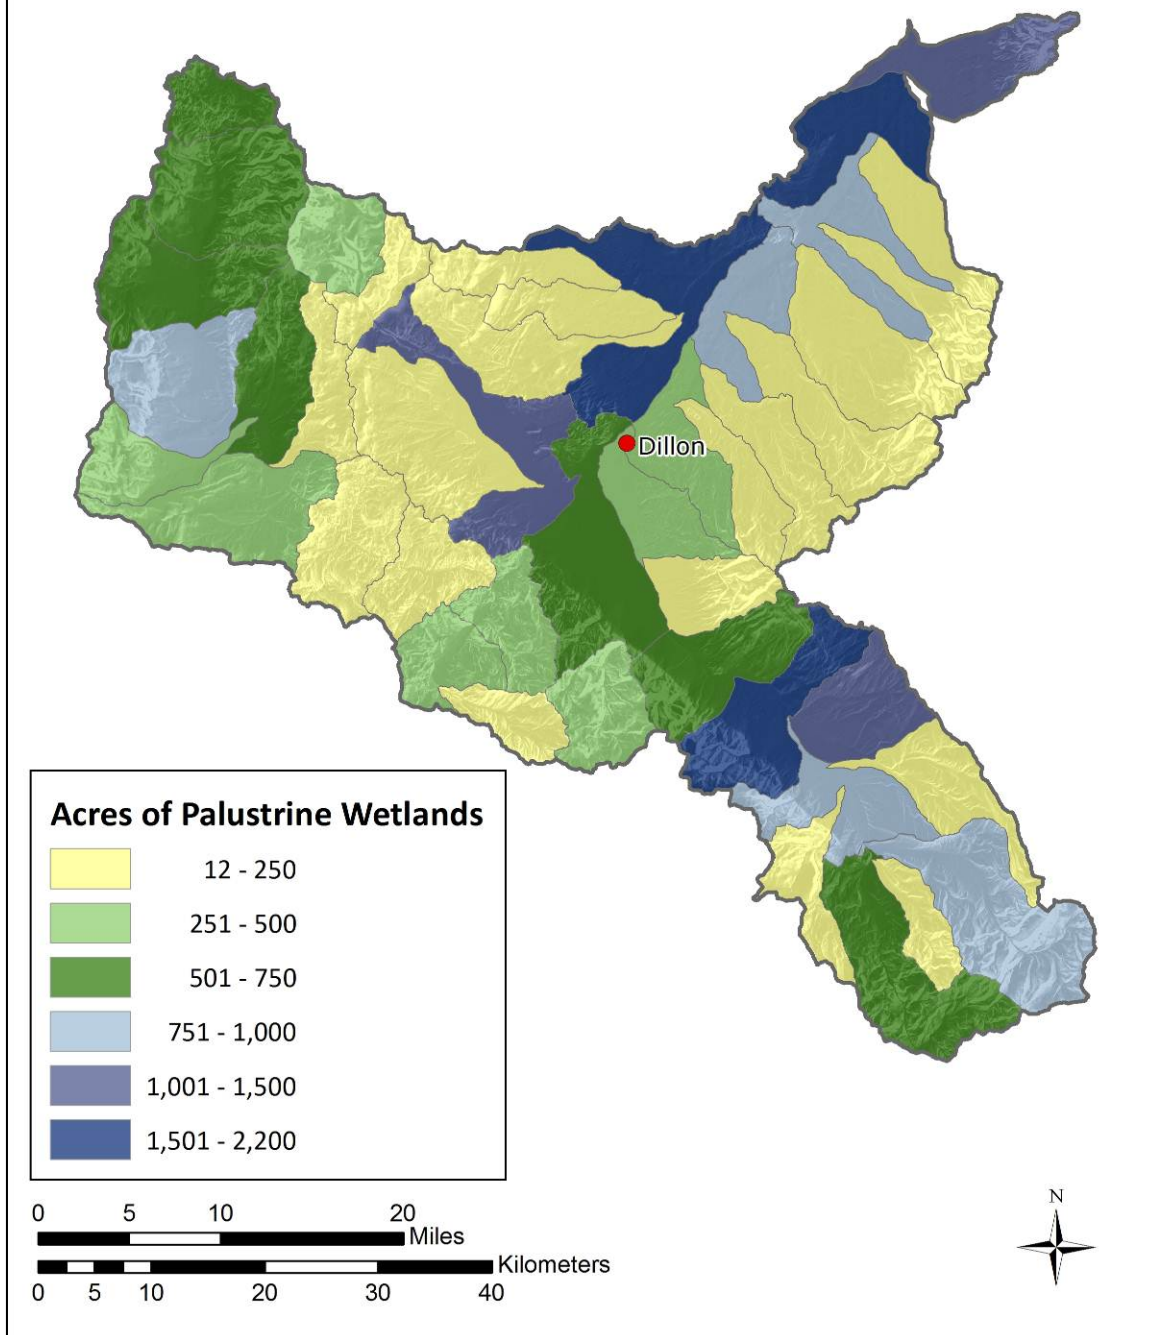 Dillon
Acres of Palustrine Wetlands
12 - 250
251 - 500
501 - 750
751 - 1,000
1,001 - 1,500
1,501 - 2,200
0 5 10 20
Miles
Kilometers
0 5 10 20 30 40
N